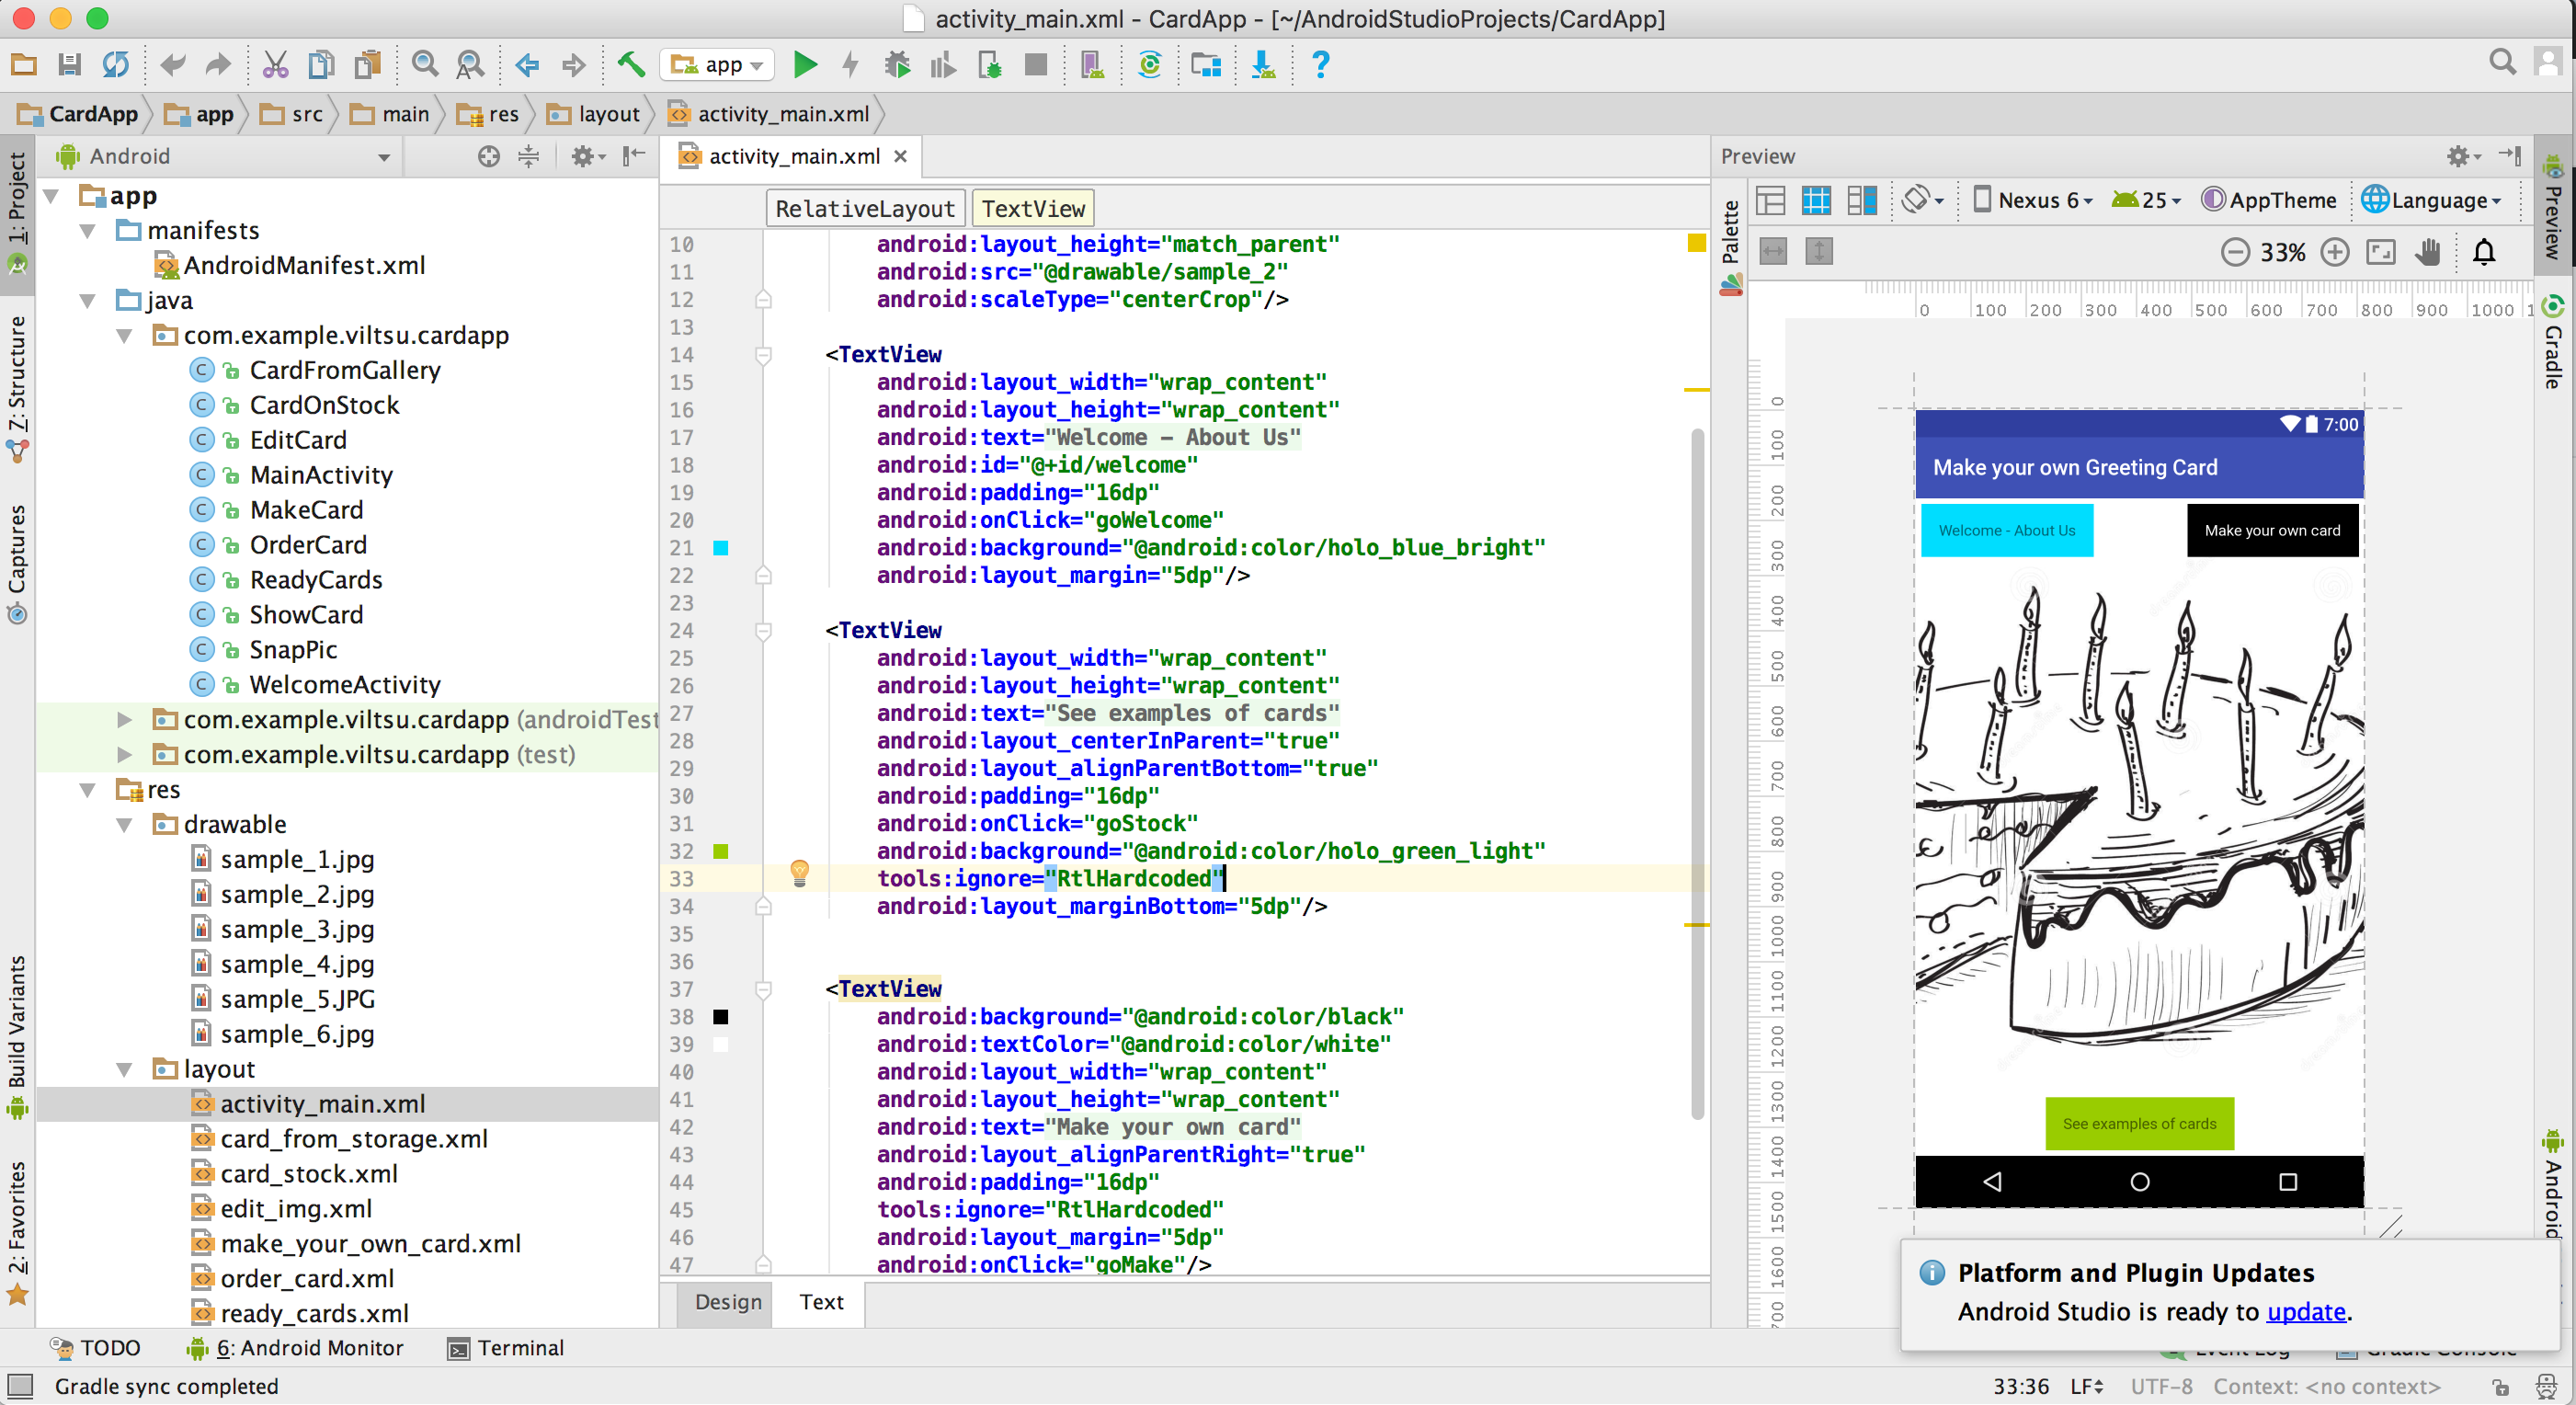 activity_main.xml - CardApp - [~/AndroidStudioProjects/CardApp]
app
CardApp app src main res layout activity_main.xml
1: Project
7: Structure
Captures
Build Variants
2: Favorites
Android
app
manifests
AndroidManifest.xml
java
com.example.viltsu.cardapp
C CardFromGallery
C CardOnStock
C EditCard
C MainActivity
C MakeCard
C OrderCard
C ReadyCards
C ShowCard
C SnapPic
C WelcomeActivity
com.example.viltsu.cardapp (androidTest
com.example.viltsu.cardapp (test)
res
drawable
sample_1.jpg
sample_2.jpg
sample_3.jpg
sample_4.jpg
sample_5.JPG
sample_6.jpg
layout
activity_main.xml
card_from_storage.xml
card_stock.xml
edit_img.xml
make_your_own_card.xml
order_card.xml
ready_cards.xml
activity_main.xml
RelativeLayout TextView
10 android:layout_height="match_parent"
11 android:src="@drawable/sample_2"
12 android:scaleType="centerCrop"/>
13
14 <TextView
15 android:layout_width="wrap_content"
16 android:layout_height="wrap_content"
17 android:text="Welcome - About Us"
18 android:id="@+id/welcome"
19 android:padding="16dp"
20 android:onClick="goWelcome"
21 android:background="@android:color/holo_blue_bright"
22 android:layout_margin="5dp"/>
23
24 <TextView
25 android:layout_width="wrap_content"
26 android:layout_height="wrap_content"
27 android:text="See examples of cards"
28 android:layout_centerInParent="true"
29 android:layout_alignParentBottom="true"
30 android:padding="16dp"
31 android:onClick="goStock"
32 android:background="@android:color/holo_green_light"
33 tools:ignore="RtlHardcoded"
34 android:layout_marginBottom="5dp"/>
35
36
37 <TextView
38 android:background="@android:color/black"
39 android:textColor="@android:color/white"
40 android:layout_width="wrap_content"
41 android:layout_height="wrap_content"
42 android:text="Make your own card"
43 android:layout_alignParentRight="true"
44 android:padding="16dp"
45 tools:ignore="RtlHardcoded"
46 android:layout_margin="5dp"
47 android:onClick="goMake"/>
Design Text
Preview
Palette
Nexus 6 25 AppTheme Language
33%
0 100 200 300 400 500 600 700 800 900 1000 1
0 100 200 300 400 500 600 700 800 900 1000 1100 1200 1300 1400 1500 1600 700
7:00
Make your own Greeting Card
Welcome - About Us
Make your own card
See examples of cards
Preview
Gradle
Android
Platform and Plugin Updates
Android Studio is ready to update.
TODO 6: Android Monitor Terminal Event Log Gradle Console
Gradle sync completed
33:36 LF UTF-8 Context: <no context>